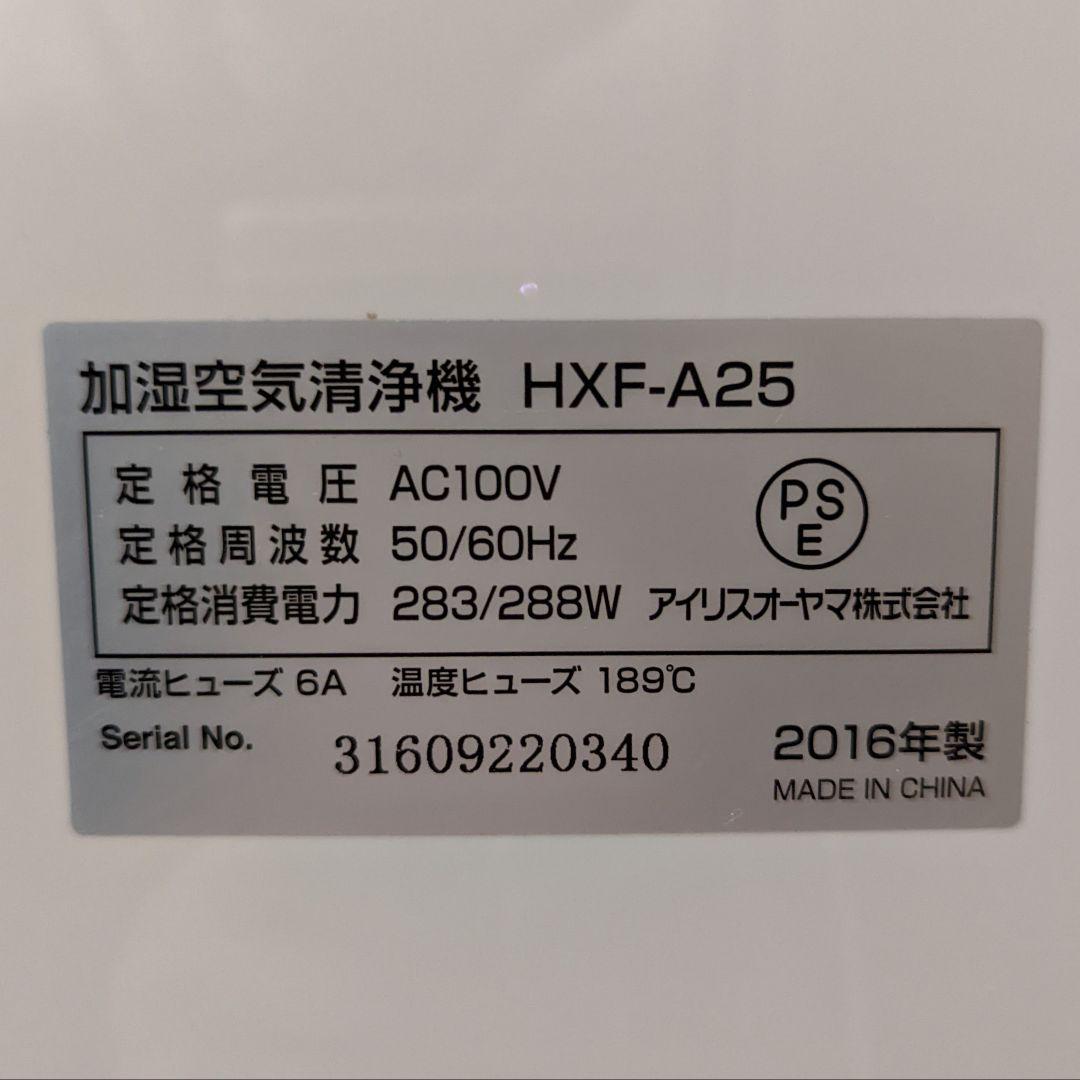 加湿空気清浄機 HXF-A25
定格電圧 AC100V
定格周波数 50/60Hz
定格消費電力 283/288W
PS
E
アイリスオーヤマ株式会社
電流ヒューズ 6A 温度ヒューズ 189℃
Serial No. 31609220340
2016年製
MADE IN CHINA